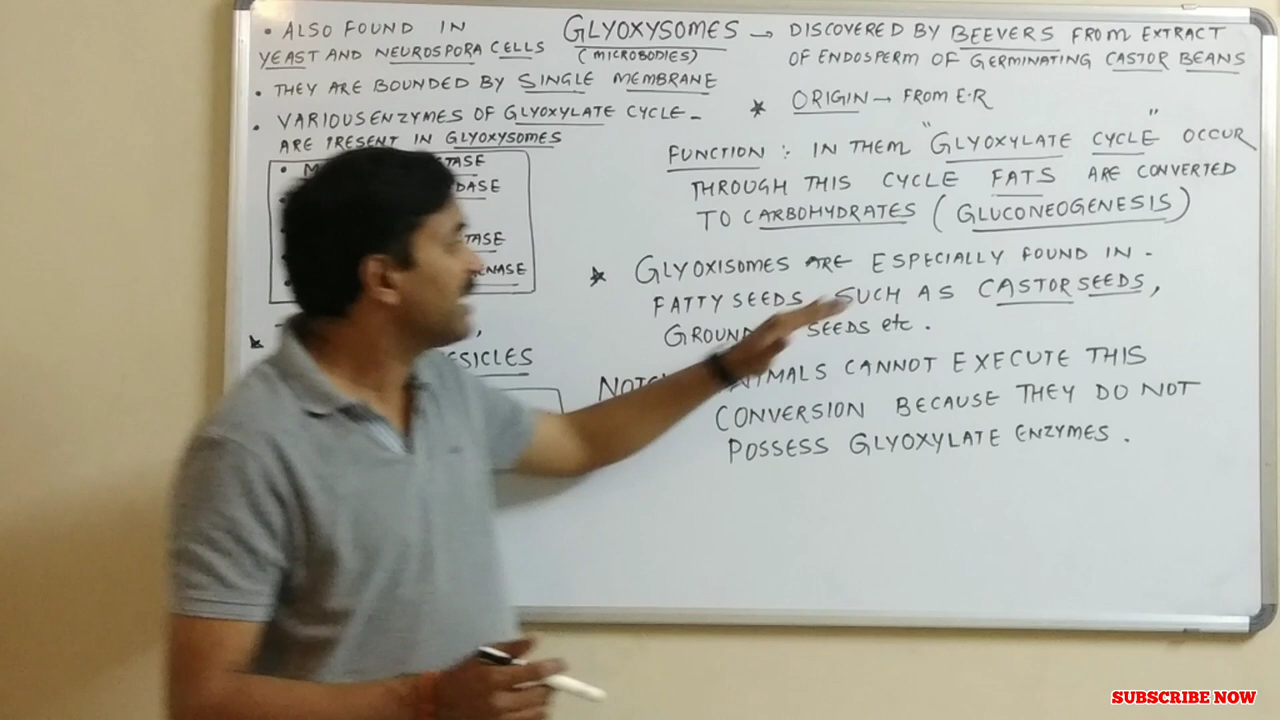 • ALSO FOUND IN
YEAST AND NEUROSPORA CELLS
• THEY ARE BOUNDED BY SINGLE MEMBRANE
• VARIOUS ENZYMES OF GLYOXYLATE CYCLE -
ARE PRESENT IN GLYOXYSOMES
GLYOXYSOMES →
(MICROBODIES)
DISCOVERED BY BEEVERS FROM EXTRACT
OF ENDOSPERM OF GERMINATING CASTOR BEANS
★ ORIGIN → FROM E.R
FUNCTION :- IN THEM "GLYOXYLATE CYCLE" OCCUR
THROUGH THIS CYCLE FATS ARE CONVERTED
TO CARBOHYDRATES (GLUCONEOGENESIS)
★ GLYOXISOMES ARE ESPECIALLY FOUND IN -
FATTY SEEDS SUCH AS CASTOR SEEDS,
SEEDS etc.
CANNOT EXECUTE THIS
CONVERSION BECAUSE THEY DO NOT
POSSESS GLYOXYLATE ENZYMES.
SUBSCRIBE NOW